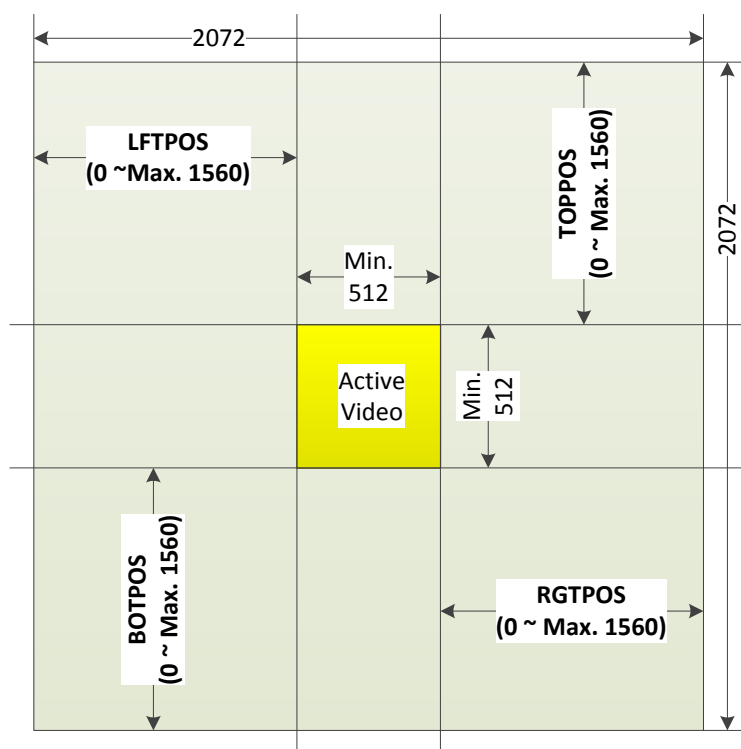 2072
LFTPOS
(0 ~Max. 1560)
TOPPOS
(0 ~ Max. 1560)
2072
Min.
512
Active
Video
Min.
512
BOTPOS
(0 ~ Max. 1560)
RGTPOS
(0 ~ Max. 1560)